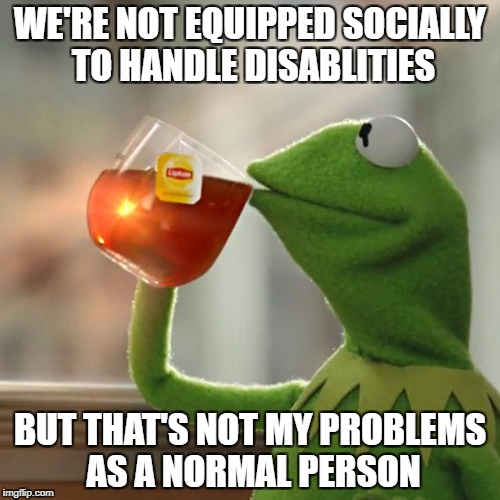 WE'RE NOT EQUIPPED SOCIALLY
TO HANDLE DISABLITIES
Lipton
BUT THAT'S NOT MY PROBLEMS
AS A NORMAL PERSON
imgflip.com